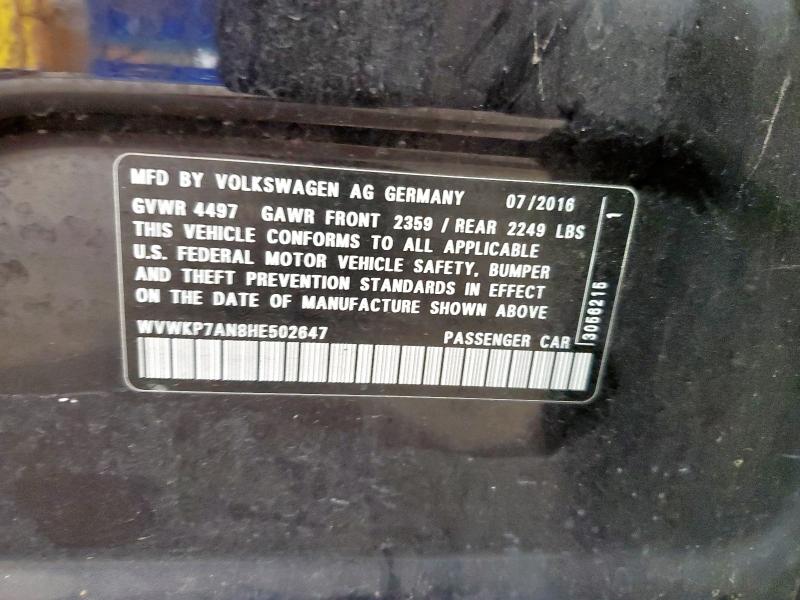 MFD BY VOLKSWAGEN AG GERMANY 07/2016
GVWR 4497 GAWR FRONT 2359 / REAR 2249 LBS
THIS VEHICLE CONFORMS TO ALL APPLICABLE
U.S. FEDERAL MOTOR VEHICLE SAFETY, BUMPER
AND THEFT PREVENTION STANDARDS IN EFFECT
ON THE DATE OF MANUFACTURE SHOWN ABOVE
WVWKP7AN8HE502647 PASSENGER CAR
3056216 1